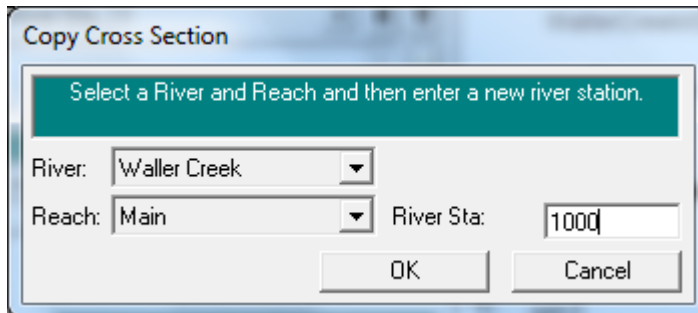 Copy Cross Section
Select a River and Reach and then enter a new river station.
River: Waller Creek
Reach: Main River Sta: 1000
OK Cancel